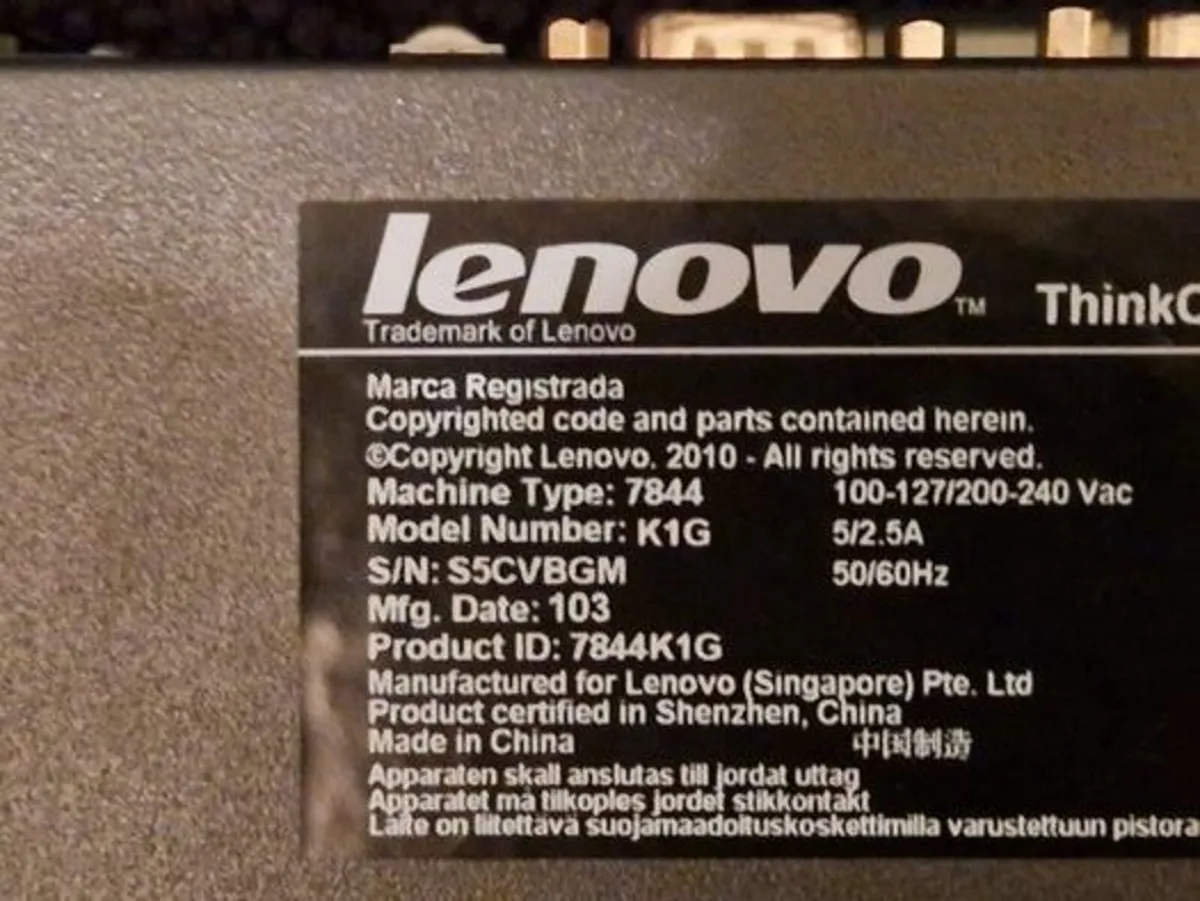 lenovo™ ThinkC
Trademark of Lenovo
Marca Registrada
Copyrighted code and parts contained herein.
©Copyright Lenovo. 2010 - All rights reserved.
Machine Type: 7844 100-127/200-240 Vac
Model Number: K1G 5/2.5A
S/N: S5CVBGM 50/60Hz
Mfg. Date: 103
Product ID: 7844K1G
Manufactured for Lenovo (Singapore) Pte. Ltd
Product certified in Shenzhen, China
Made in China 中国制造
Apparaten skall anslutas till jordat uttag
Apparatet må tilkoples jordet stikkontakt
Laite on liitettävä suojamaadoituskoskettimilla varustettuun pistora